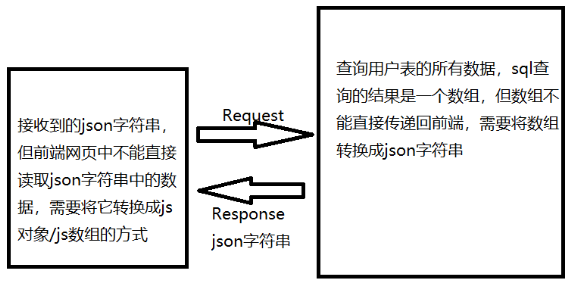 接收到的json字符串，
但前端网页中不能直接
读取json字符串中的数
据，需要将它转换成js
对象/js数组的方式
Request
Response
json字符串
查询用户表的所有数据，sql查
询的结果是一个数组，但数组不
能直接传递回前端，需要将数组
转换成json字符串